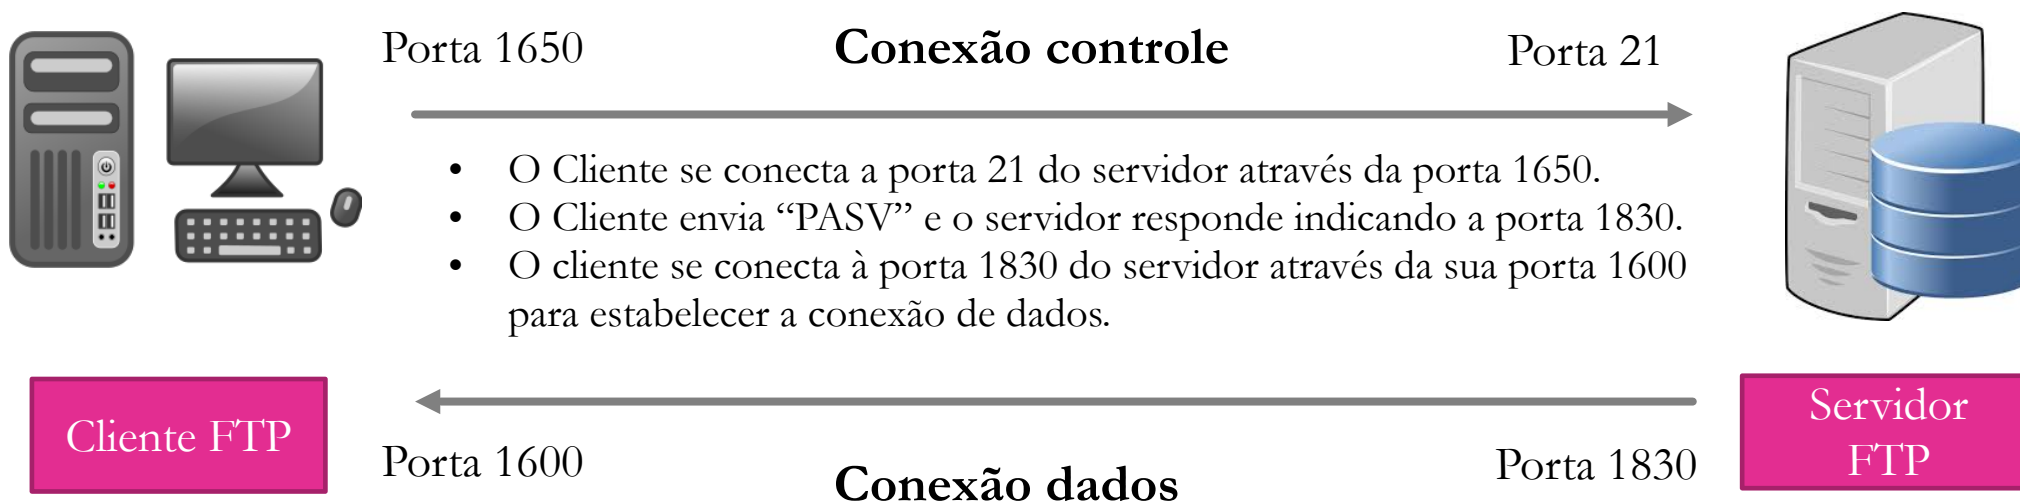 Porta 1650
Conexão controle
Porta 21
• O Cliente se conecta a porta 21 do servidor através da porta 1650.
• O Cliente envia “PASV” e o servidor responde indicando a porta 1830.
• O cliente se conecta à porta 1830 do servidor através da sua porta 1600
para estabelecer a conexão de dados.
Cliente FTP
Servidor
FTP
Porta 1600
Conexão dados
Porta 1830